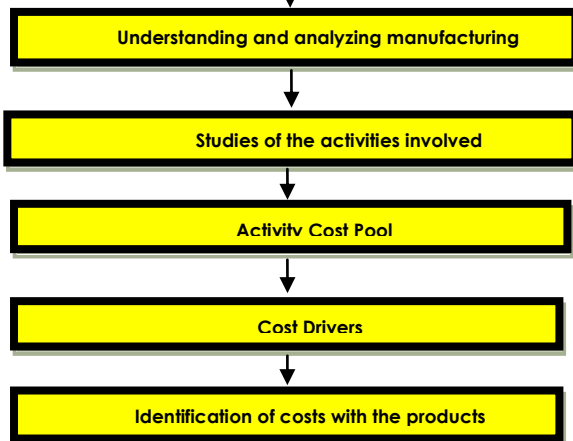 Understanding and analyzing manufacturing
Studies of the activities involved
Activity Cost Pool
Cost Drivers
Identification of costs with the products